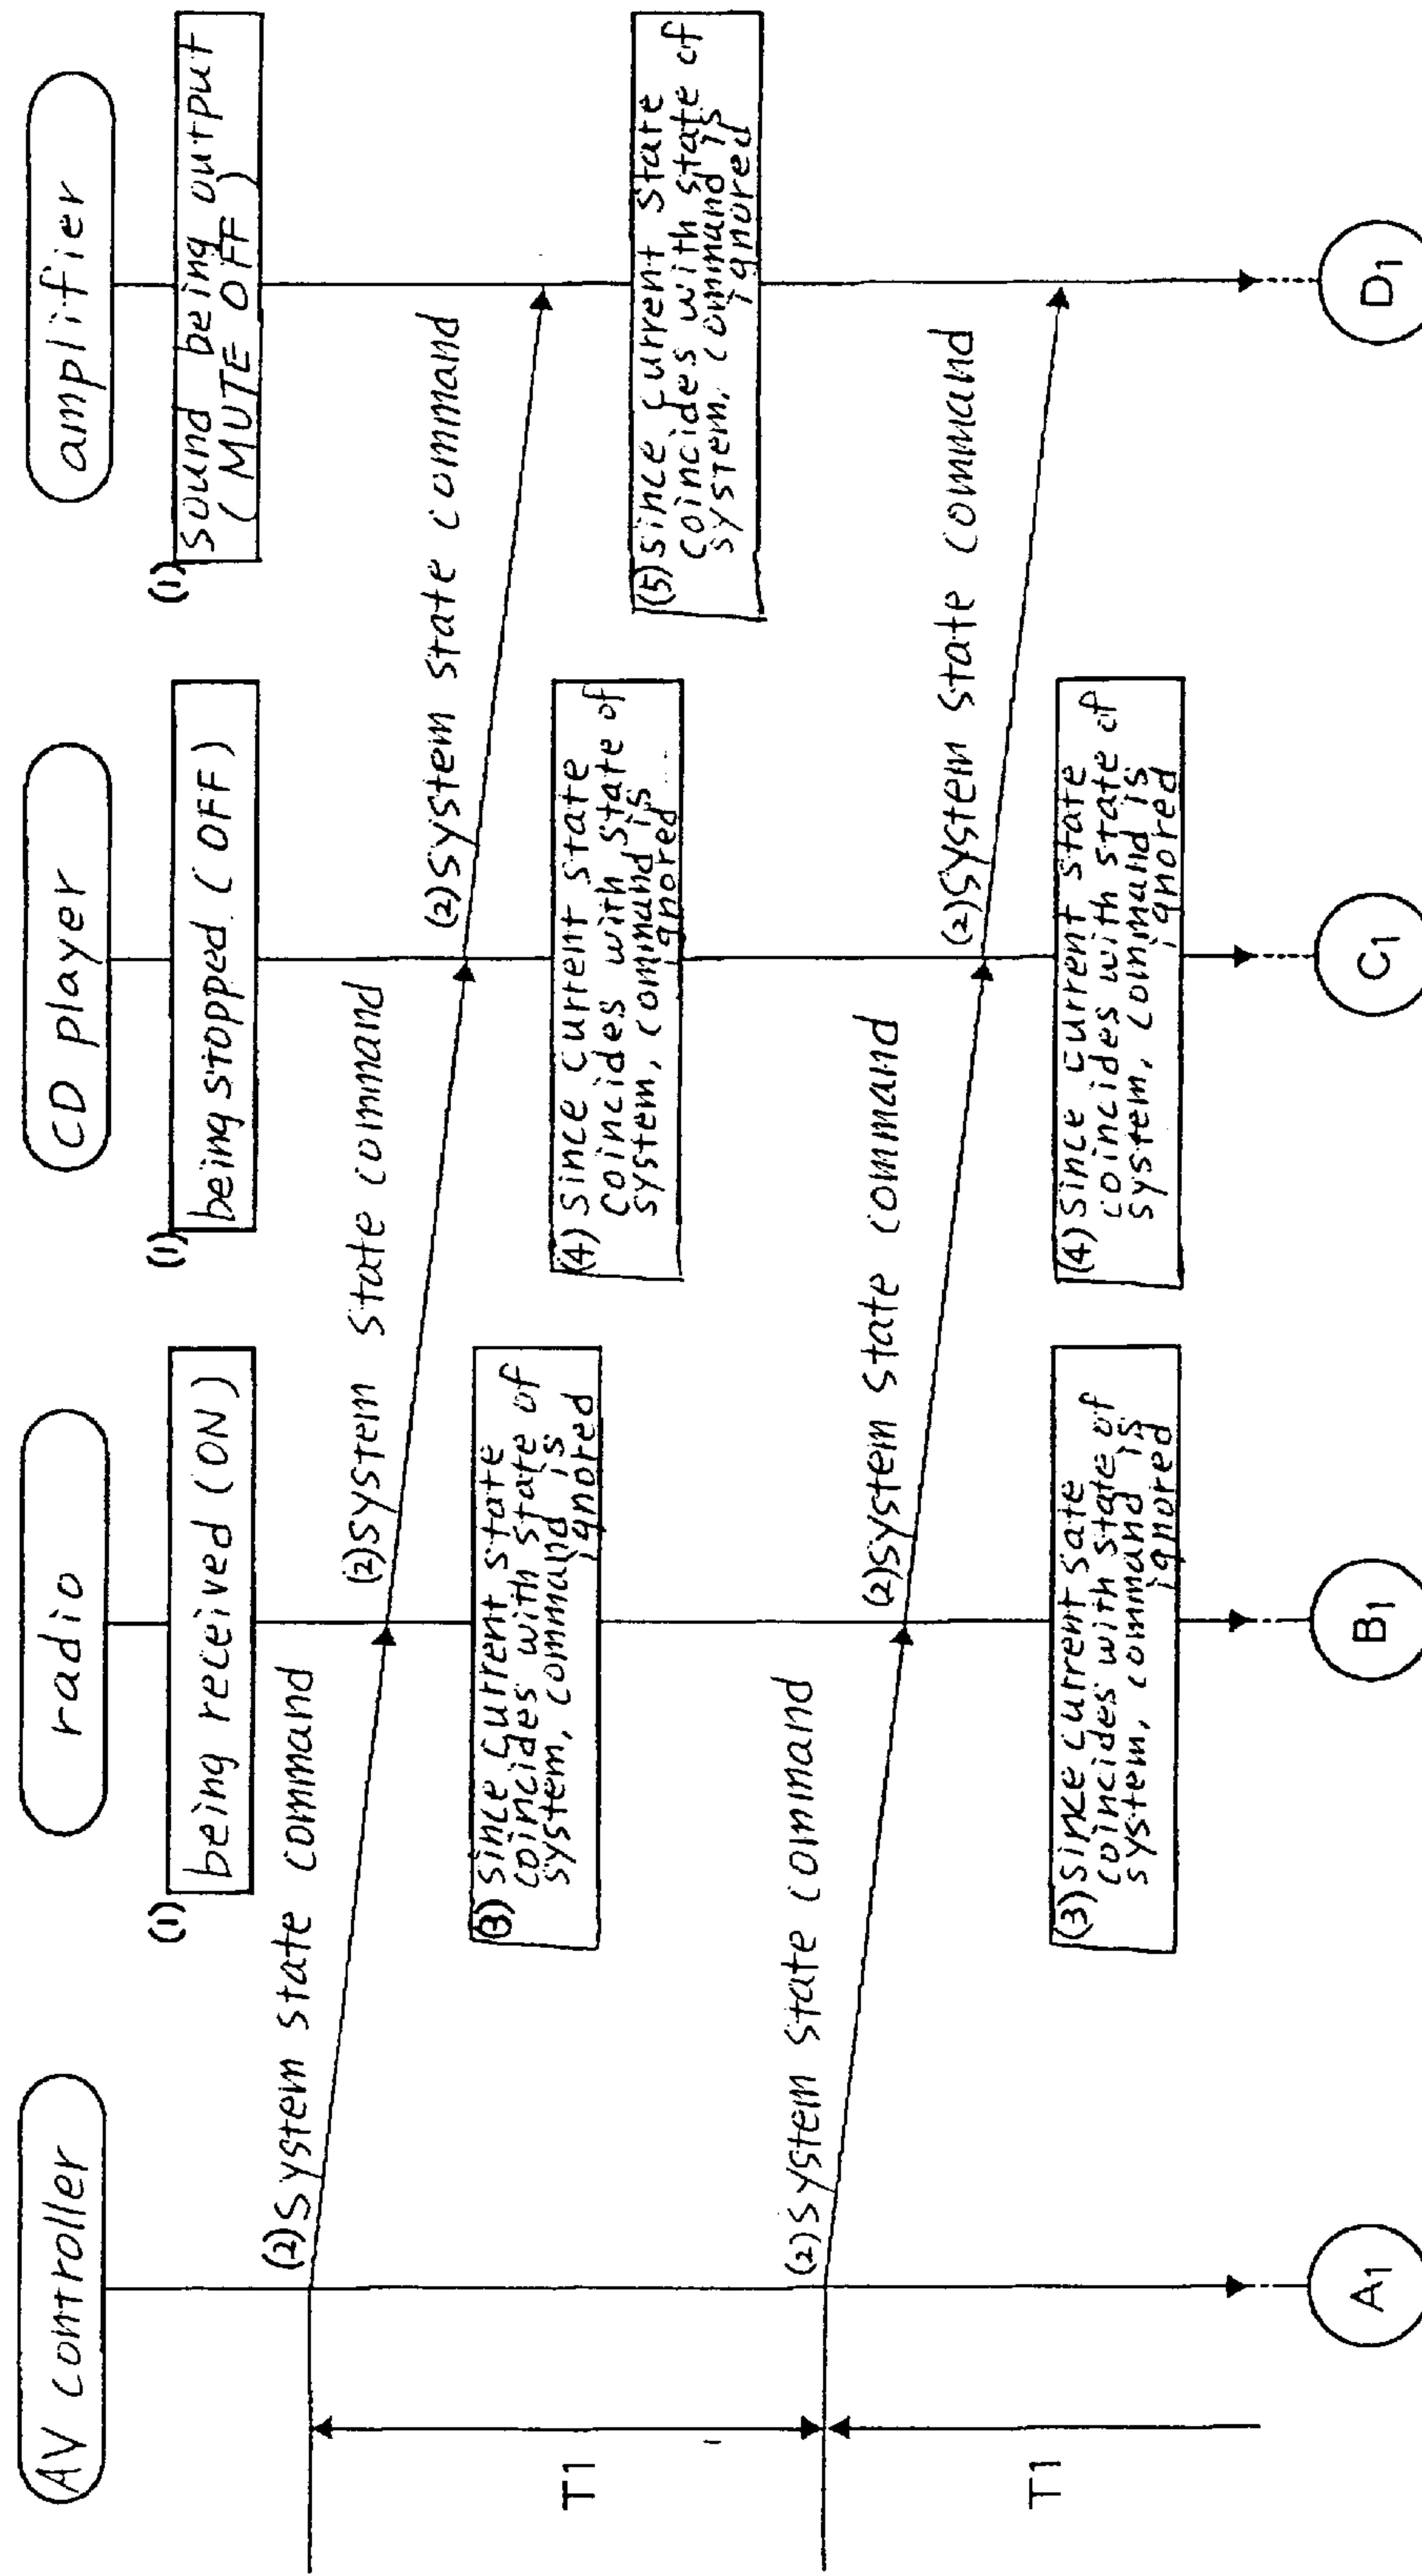 AV controller
radio
CD player
amplifier
(1)
being received (ON)
(1)
being stopped (OFF)
(1)
sound being output
(MUTE OFF)
(2) system state command
(2) system state command
(2) system state command
T1
(3) since current state
coincides with state of
system, command is
ignored
(4) since current state
coincides with state of
system, command is
ignored
(5) since current state
coincides with state of
system, command is
ignored
(2) system state command
(2) system state command
(2) system state command
T1
(3) since current sate
coincides with state of
system, command is
ignored
(4) since current state
coincides with state of
system, command is
ignored
A1
B1
C1
D1